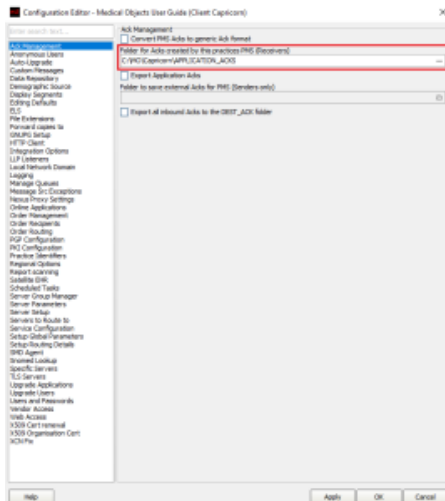 Configuration Editor - Medical Objects User Guide (Client Capricorn)
Enter search text...
Ack Management
Anonymous Users
Auto-Upgrade
Custom Messages
Data Repository
Demographic Source
Display Segments
Editing Defaults
ELS
File Extensions
Forward copies to
GNUPG Setup
HTTP Client
Integration Options
LLP Listeners
Local Network Domain
Logging
Manage Queues
Message Src Exceptions
Nexus Proxy Settings
Online Applications
Order Management
Order Recipients
Order Routing
PGP Configuration
PKI Configuration
Practice Identifiers
Regional Options
Report scanning
Satellite EHR
Scheduled Tasks
Server Group Manager
Server Parameters
Server Setup
Servers to Route to
Service Configuration
Setup Global Parameters
Setup Routing Details
SMD Agent
Snomed Lookup
Specific Servers
TLS Servers
Upgrade Applications
Upgrade Users
Users and Passwords
Vendor Access
Web Access
X509 Cert renewal
X509 Organisation Cert
XCN Fix
Ack Management
Convert PMS Acks to generic Ack Format
Folder for Acks created by this practices PMS (Receivers)
C:\MO\Capricorn\APPLICATION_ACKS
Export Application Acks
Folder to save external Acks for PMS (Senders only)
Export all inbound Acks to the DEST_ACK folder
Help
Apply
OK
Cancel